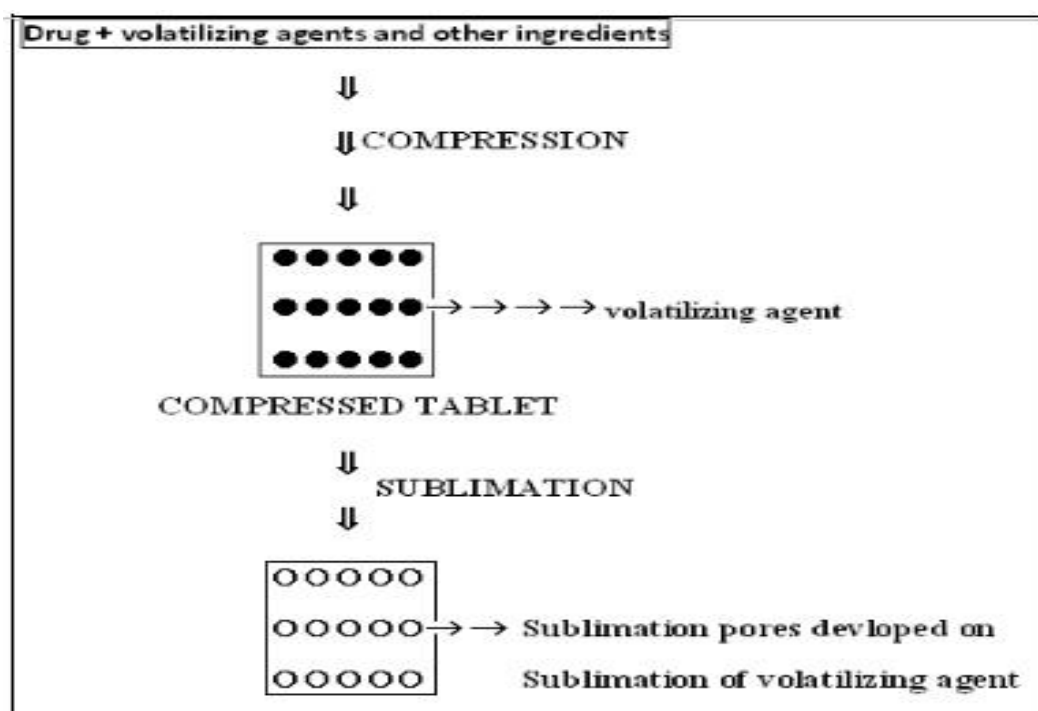 Drug + volatilizing agents and other ingredients
⇓
⇓ COMPRESSION
⇓
→ → → → volatilizing agent
COMPRESSED TABLET
⇓
SUBLIMATION
⇓
→ → Sublimation pores devloped on
Sublimation of volatilizing agent